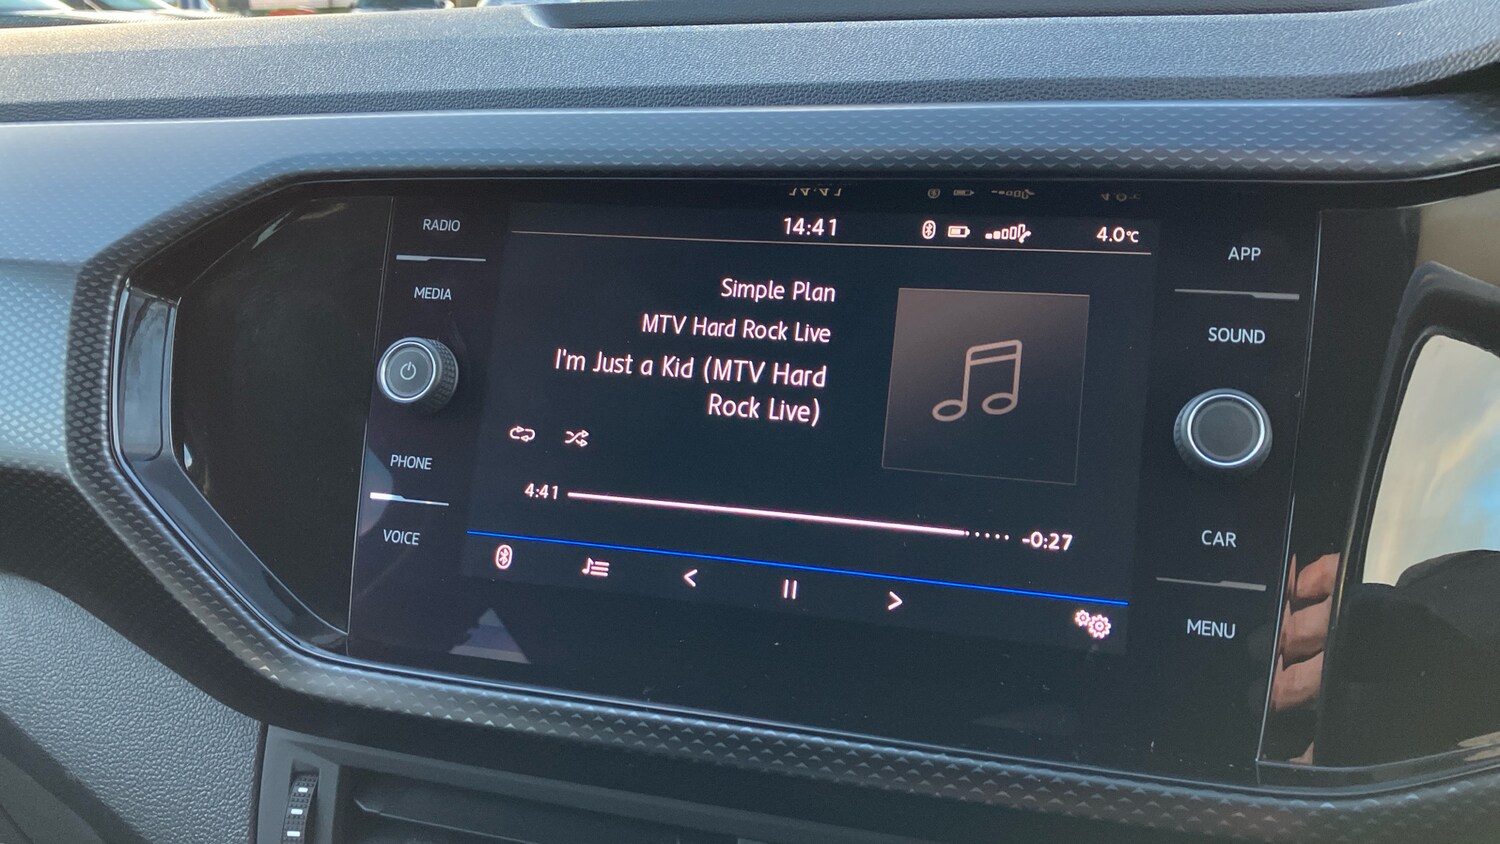 RADIO
MEDIA
PHONE
VOICE
14:41
4.0°C
Simple Plan
MTV Hard Rock Live
I'm Just a Kid (MTV Hard
Rock Live)
4:41
-0:27
APP
SOUND
CAR
MENU